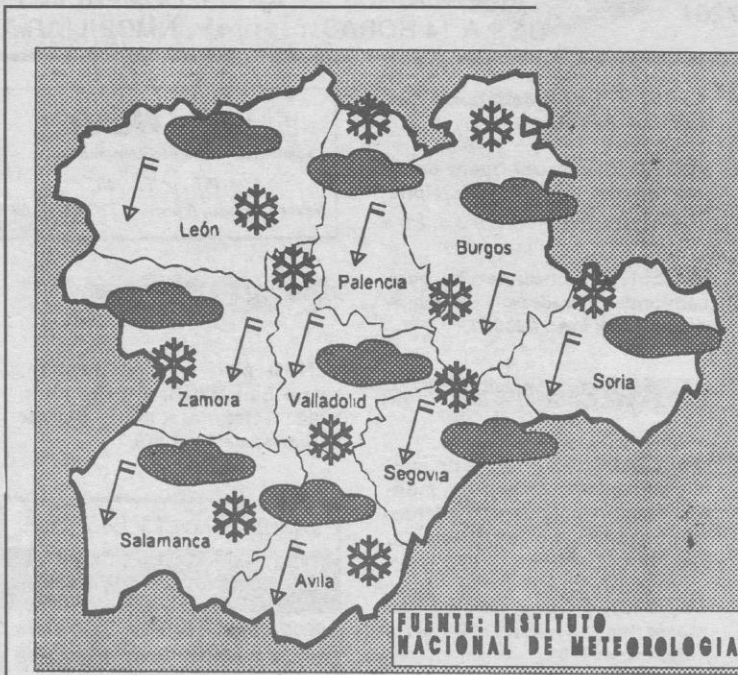 León
Burgos
Palencia
Zamora
Valladolid
Soria
Segovia
Salamanca
Avila
FUENTE: INSTITUTO
NACIONAL DE METEOROLOGIA